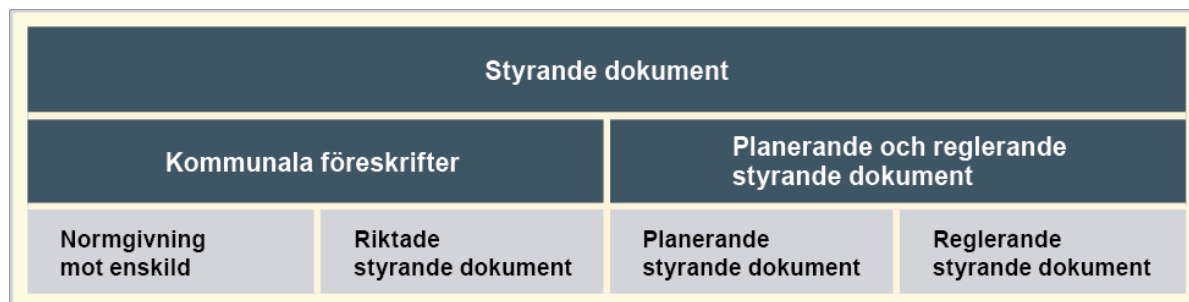 Styrande dokument
Kommunala föreskrifter
Planerande och reglerande
styrande dokument
Normgivning
mot enskild
Riktade
styrande dokument
Planerande
styrande dokument
Reglerande
styrande dokument